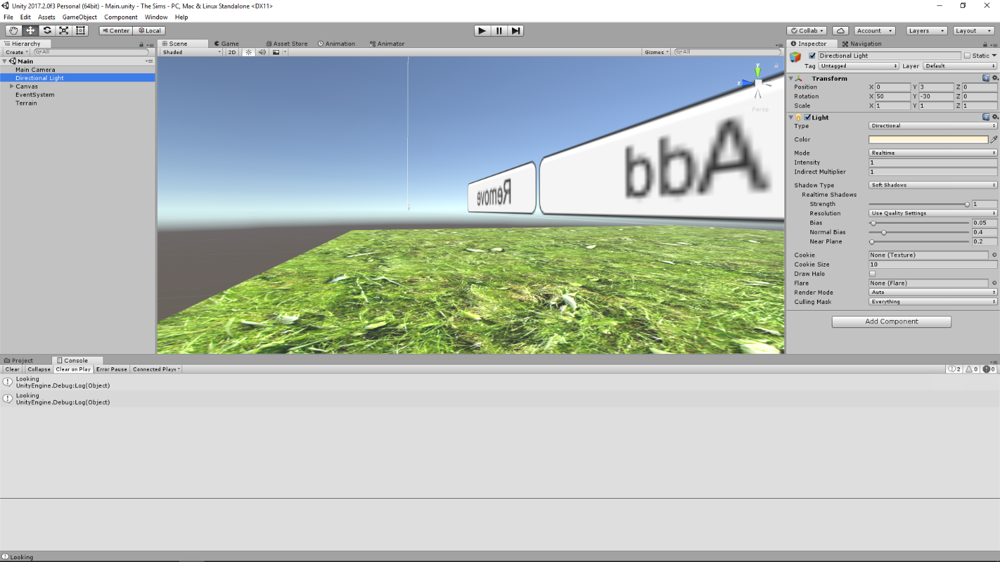 Unity 2017.2.0f3 Personal (64bit) - Main.unity - The Sims - PC, Mac & Linux Standalone <DX11>
File Edit Assets GameObject Component Window Help
Center Local
Collab Account Layers Layout
Hierarchy
Create All
Main
Main Camera
Directional Light
Canvas
EventSystem
Terrain
Scene Game Asset Store Animation Animator
Shaded 2D Gizmos All
y
z
Persp
Remove
Add
Inspector Navigation
Directional Light Static
Tag Untagged Layer Default
Transform
Position X 0 Y 3 Z 0
Rotation X 50 Y -30 Z 0
Scale X 1 Y 1 Z 1
Light
Type Directional
Color
Mode Realtime
Intensity 1
Indirect Multiplier 1
Shadow Type Soft Shadows
Realtime Shadows
Strength 1
Resolution Use Quality Settings
Bias 0.05
Normal Bias 0.4
Near Plane 0.2
Cookie None (Texture)
Cookie Size 10
Draw Halo
Flare None (Flare)
Render Mode Auto
Culling Mask Everything
Add Component
Project Console
Clear Collapse Clear on Play Error Pause Connected Playe
2 0 0
Looking
UnityEngine.Debug:Log(Object)
Looking
UnityEngine.Debug:Log(Object)
Looking